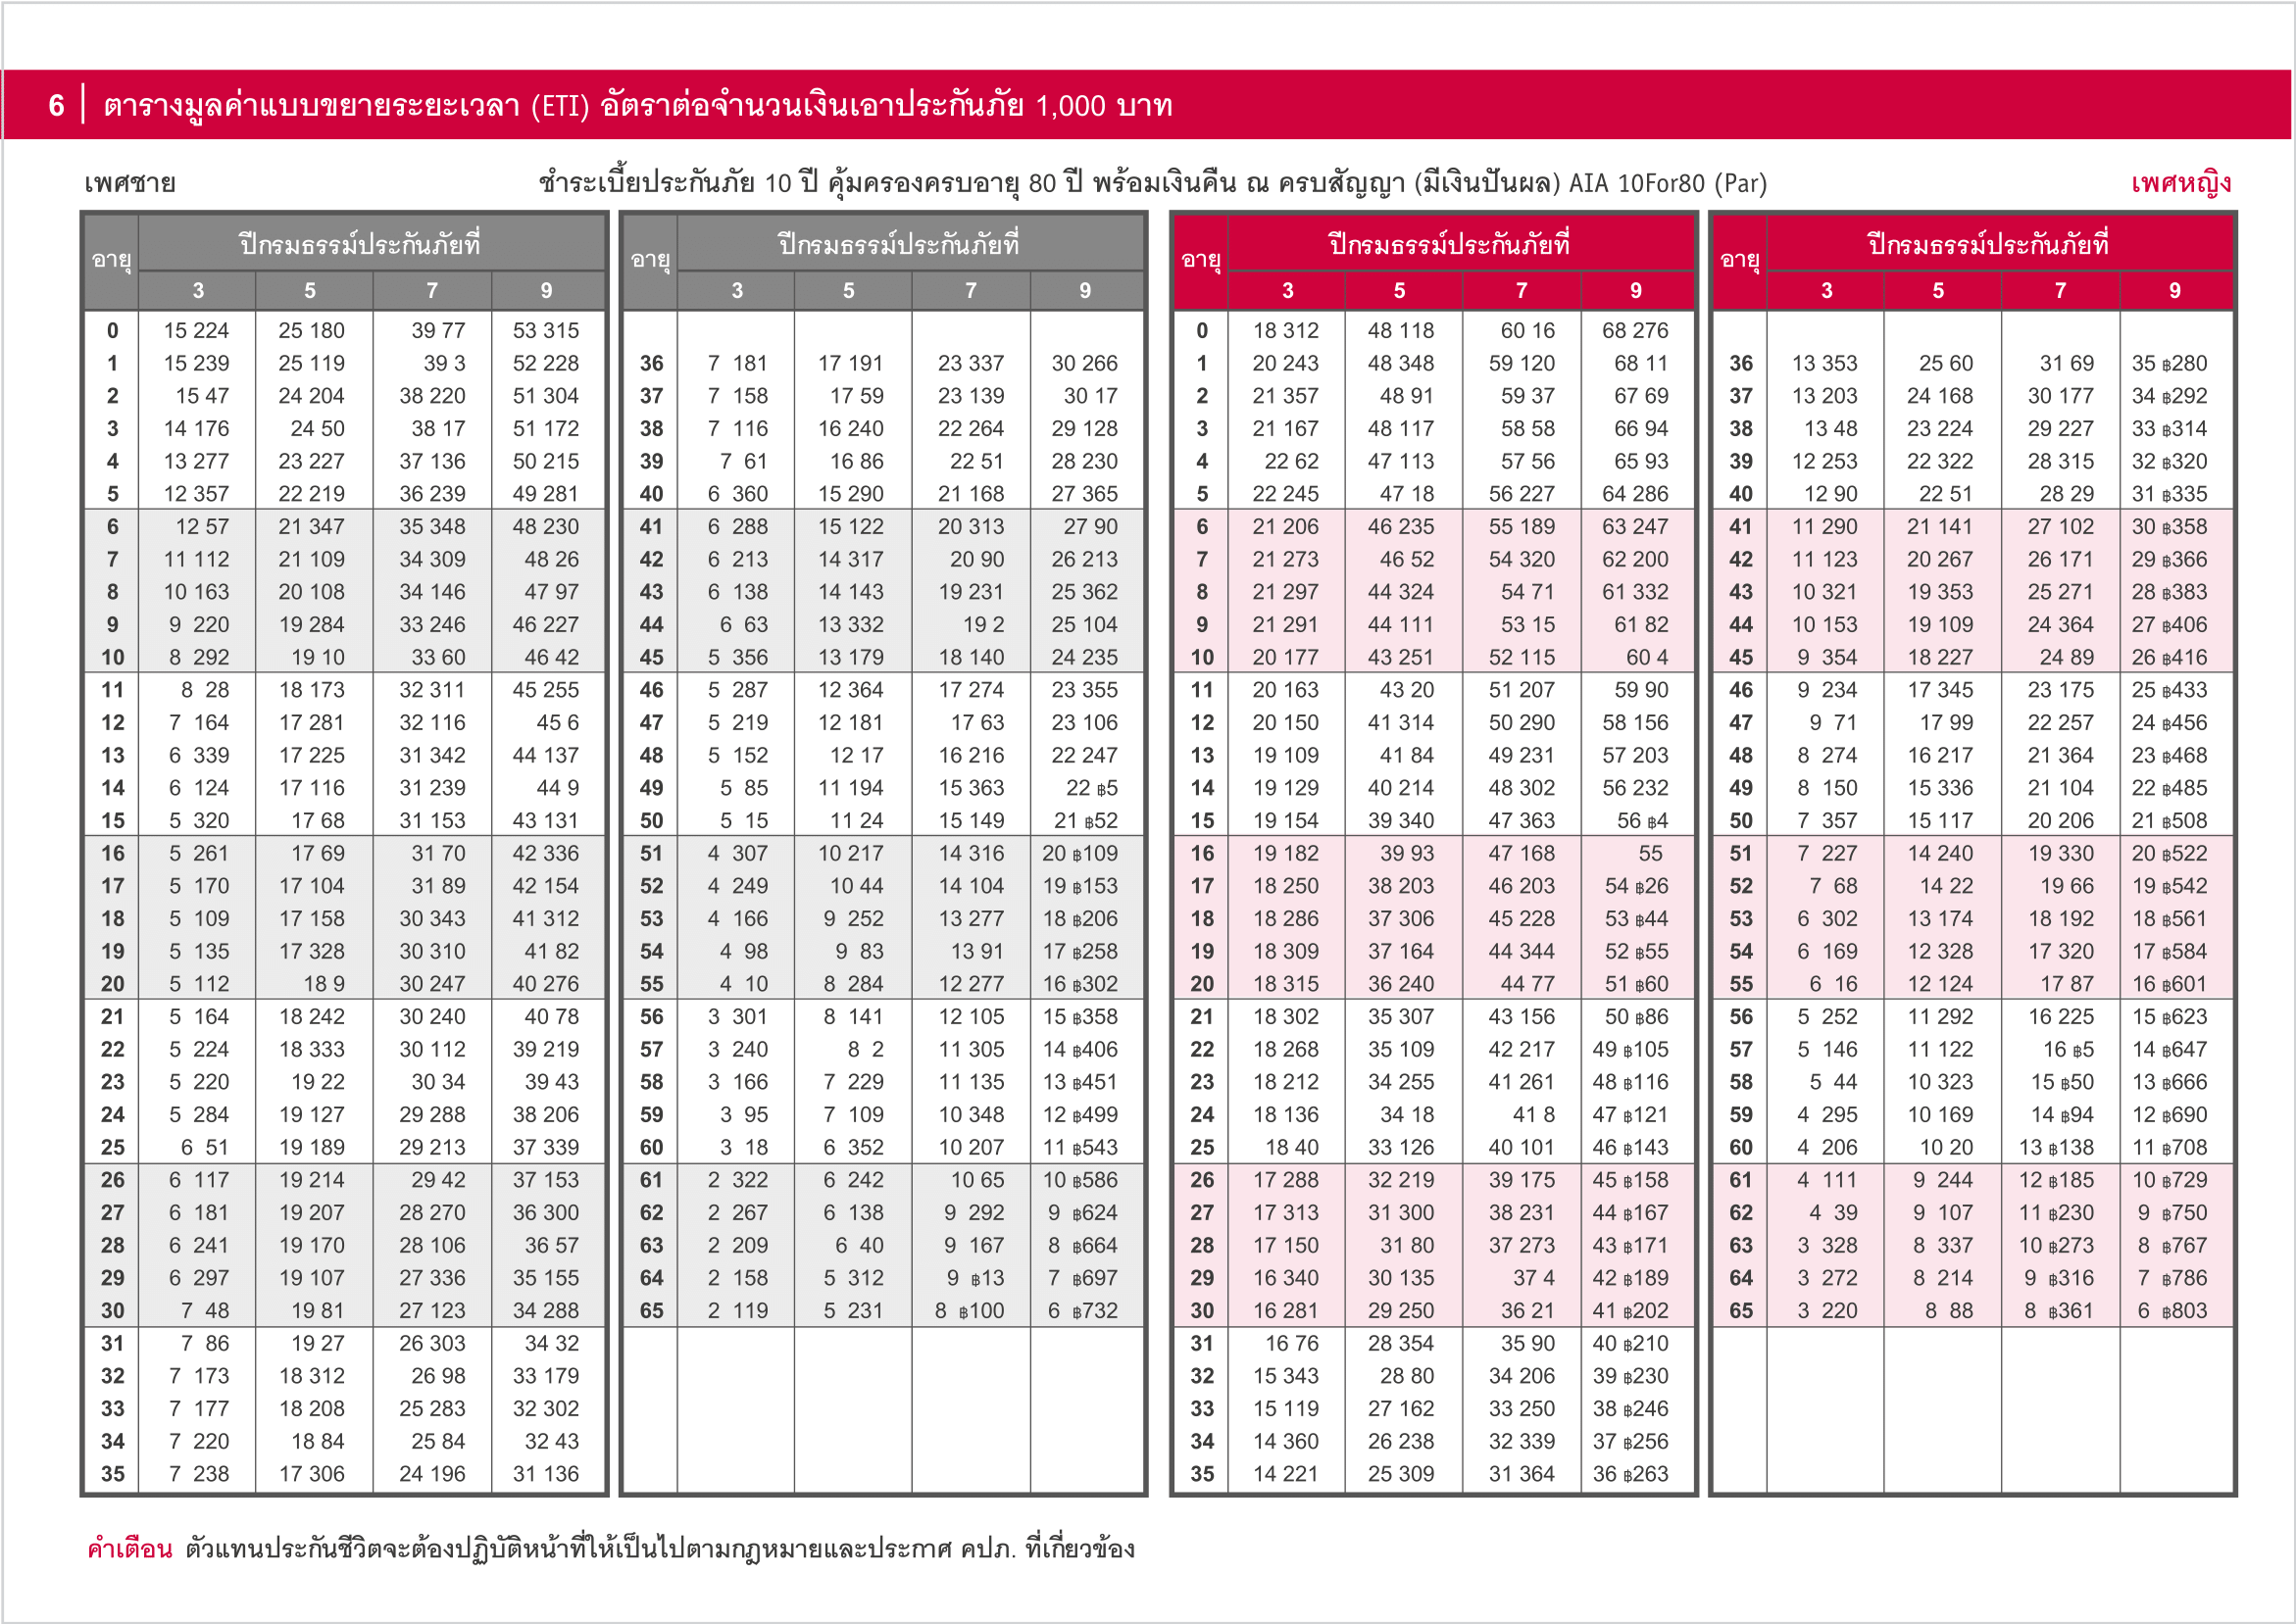 6 ตารางมูลค่าแบบขยายระยะเวลา (ETI) อัตราต่อจำนวนเงินเอาประกันภัย 1,000 บาท
เพศชาย ชำระเบี้ยประกันภัย 10 ปี คุ้มครองครบอายุ 80 ปี พร้อมเงินคืน ณ ครบสัญญา (มีเงินปันผล) AIA 10For80 (Par) เพศหญิง
อายุ ปีกรมธรรม์ประกันภัยที่ อายุ ปีกรมธรรม์ประกันภัยที่ อายุ ปีกรมธรรม์ประกันภัยที่ อายุ ปีกรมธรรม์ประกันภัยที่
3 5 7 9 3 5 7 9 3 5 7 9 3 5 7 9
0 15 224 25 180 39 77 53 315 0 18 312 48 118 60 16 68 276
1 15 239 25 119 39 3 52 228 36 7 181 17 191 23 337 30 266 1 20 243 48 348 59 120 68 11 36 13 353 25 60 31 69 35 ฿280
2 15 47 24 204 38 220 51 304 37 7 158 17 59 23 139 30 17 2 21 357 48 91 59 37 67 69 37 13 203 24 168 30 177 34 ฿292
3 14 176 24 50 38 17 51 172 38 7 116 16 240 22 264 29 128 3 21 167 48 117 58 58 66 94 38 13 48 23 224 29 227 33 ฿314
4 13 277 23 227 37 136 50 215 39 7 61 16 86 22 51 28 230 4 22 62 47 113 57 56 65 93 39 12 253 22 322 28 315 32 ฿320
5 12 357 22 219 36 239 49 281 40 6 360 15 290 21 168 27 365 5 22 245 47 18 56 227 64 286 40 12 90 22 51 28 29 31 ฿335
6 12 57 21 347 35 348 48 230 41 6 288 15 122 20 313 27 90 6 21 206 46 235 55 189 63 247 41 11 290 21 141 27 102 30 ฿358
7 11 112 21 109 34 309 48 26 42 6 213 14 317 20 90 26 213 7 21 273 46 52 54 320 62 200 42 11 123 20 267 26 171 29 ฿366
8 10 163 20 108 34 146 47 97 43 6 138 14 143 19 231 25 362 8 21 297 44 324 54 71 61 332 43 10 321 19 353 25 271 28 ฿383
9 9 220 19 284 33 246 46 227 44 6 63 13 332 19 2 25 104 9 21 291 44 111 53 15 61 82 44 10 153 19 109 24 364 27 ฿406
10 8 292 19 10 33 60 46 42 45 5 356 13 179 18 140 24 235 10 20 177 43 251 52 115 60 4 45 9 354 18 227 24 89 26 ฿416
11 8 28 18 173 32 311 45 255 46 5 287 12 364 17 274 23 355 11 20 163 43 20 51 207 59 90 46 9 234 17 345 23 175 25 ฿433
12 7 164 17 281 32 116 45 6 47 5 219 12 181 17 63 23 106 12 20 150 41 314 50 290 58 156 47 9 71 17 99 22 257 24 ฿456
13 6 339 17 225 31 342 44 137 48 5 152 12 17 16 216 22 247 13 19 109 41 84 49 231 57 203 48 8 274 16 217 21 364 23 ฿468
14 6 124 17 116 31 239 44 9 49 5 85 11 194 15 363 22 ฿5 14 19 129 40 214 48 302 56 232 49 8 150 15 336 21 104 22 ฿485
15 5 320 17 68 31 153 43 131 50 5 15 11 24 15 149 21 ฿52 15 19 154 39 340 47 363 56 ฿4 50 7 357 15 117 20 206 21 ฿508
16 5 261 17 69 31 70 42 336 51 4 307 10 217 14 316 20 ฿109 16 19 182 39 93 47 168 55 51 7 227 14 240 19 330 20 ฿522
17 5 170 17 104 31 89 42 154 52 4 249 10 44 14 104 19 ฿153 17 18 250 38 203 46 203 54 ฿26 52 7 68 14 22 19 66 19 ฿542
18 5 109 17 158 30 343 41 312 53 4 166 9 252 13 277 18 ฿206 18 18 286 37 306 45 228 53 ฿44 53 6 302 13 174 18 192 18 ฿561
19 5 135 17 328 30 310 41 82 54 4 98 9 83 13 91 17 ฿258 19 18 309 37 164 44 344 52 ฿55 54 6 169 12 328 17 320 17 ฿584
20 5 112 18 9 30 247 40 276 55 4 10 8 284 12 277 16 ฿302 20 18 315 36 240 44 77 51 ฿60 55 6 16 12 124 17 87 16 ฿601
21 5 164 18 242 30 240 40 78 56 3 301 8 141 12 105 15 ฿358 21 18 302 35 307 43 156 50 ฿86 56 5 252 11 292 16 225 15 ฿623
22 5 224 18 333 30 112 39 219 57 3 240 8 2 11 305 14 ฿406 22 18 268 35 109 42 217 49 ฿105 57 5 146 11 122 16 ฿5 14 ฿647
23 5 220 19 22 30 34 39 43 58 3 166 7 229 11 135 13 ฿451 23 18 212 34 255 41 261 48 ฿116 58 5 44 10 323 15 ฿50 13 ฿666
24 5 284 19 127 29 288 38 206 59 3 95 7 109 10 348 12 ฿499 24 18 136 34 18 41 8 47 ฿121 59 4 295 10 169 14 ฿94 12 ฿690
25 6 51 19 189 29 213 37 339 60 3 18 6 352 10 207 11 ฿543 25 18 40 33 126 40 101 46 ฿143 60 4 206 10 20 13 ฿138 11 ฿708
26 6 117 19 214 29 42 37 153 61 2 322 6 242 10 65 10 ฿586 26 17 288 32 219 39 175 45 ฿158 61 4 111 9 244 12 ฿185 10 ฿729
27 6 181 19 207 28 270 36 300 62 2 267 6 138 9 292 9 ฿624 27 17 313 31 300 38 231 44 ฿167 62 4 39 9 107 11 ฿230 9 ฿750
28 6 241 19 170 28 106 36 57 63 2 209 6 40 9 167 8 ฿664 28 17 150 31 80 37 273 43 ฿171 63 3 328 8 337 10 ฿273 8 ฿767
29 6 297 19 107 27 336 35 155 64 2 158 5 312 9 ฿13 7 ฿697 29 16 340 30 135 37 4 42 ฿189 64 3 272 8 214 9 ฿316 7 ฿786
30 7 48 19 81 27 123 34 288 65 2 119 5 231 8 ฿100 6 ฿732 30 16 281 29 250 36 21 41 ฿202 65 3 220 8 88 8 ฿361 6 ฿803
31 7 86 19 27 26 303 34 32 31 16 76 28 354 35 90 40 ฿210
32 7 173 18 312 26 98 33 179 32 15 343 28 80 34 206 39 ฿230
33 7 177 18 208 25 283 32 302 33 15 119 27 162 33 250 38 ฿246
34 7 220 18 84 25 84 32 43 34 14 360 26 238 32 339 37 ฿256
35 7 238 17 306 24 196 31 136 35 14 221 25 309 31 364 36 ฿263
คำเตือน ตัวแทนประกันชีวิตจะต้องปฏิบัติหน้าที่ให้เป็นไปตามกฎหมายและประกาศ คปภ. ที่เกี่ยวข้อง